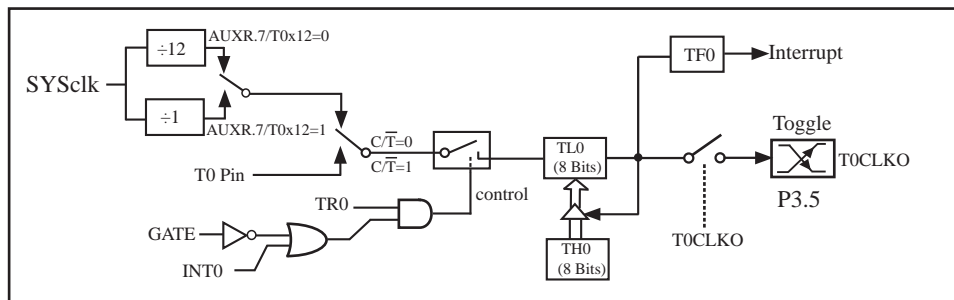 AUXR.7/T0x12=0
÷12
SYSclk
÷1
AUXR.7/T0x12=1
T0 Pin
C/T̅=0
C/T̅=1
control
TR0
GATE
INT0
TL0
(8 Bits)
TH0
(8 Bits)
TF0
Interrupt
Toggle
T0CLKO
P3.5
T0CLKO